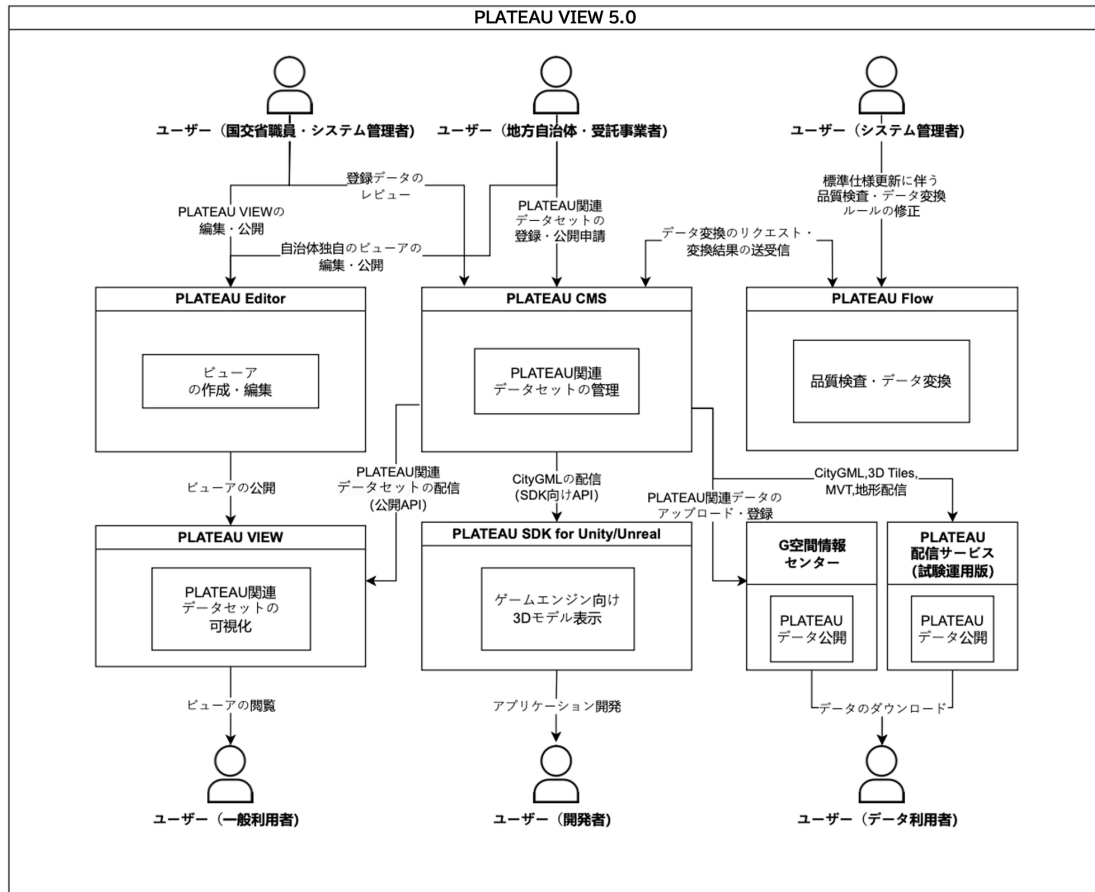 PLATEAU VIEW 5.0
ユーザー（国交省職員・システム管理者）
ユーザー（地方自治体・受託事業者）
ユーザー（システム管理者）
登録データの
レビュー
PLATEAU VIEWの
編集・公開
PLATEAU関連
データセットの
登録・公開申請
標準仕様更新に伴う
品質検査・データ変換
ルールの修正
自治体独自のビューアの
編集・公開
データ変換のリクエスト・
変換結果の送受信
PLATEAU Editor
ビューア
の作成・編集
PLATEAU CMS
PLATEAU関連
データセットの管理
PLATEAU Flow
品質検査・データ変換
ビューアの公開
PLATEAU関連
データセットの配信
(公開API)
CityGMLの配信
(SDK向けAPI)
PLATEAU関連データの
アップロード・登録
CityGML,3D Tiles,
MVT,地形配信
PLATEAU VIEW
PLATEAU関連
データセットの
可視化
PLATEAU SDK for Unity/Unreal
ゲームエンジン向け
3Dモデル表示
G空間情報
センター
PLATEAU
データ公開
PLATEAU
配信サービス
(試験運用版)
PLATEAU
データ公開
ビューアの閲覧
アプリケーション開発
データのダウンロード
ユーザー（一般利用者）
ユーザー（開発者）
ユーザー（データ利用者）